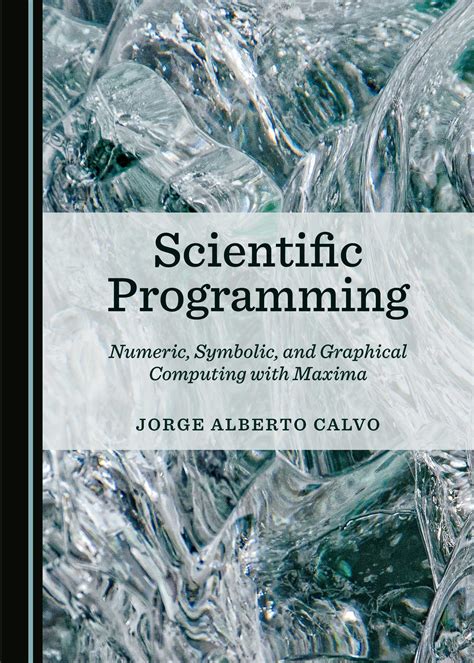 Scientific
Programming
Numeric, Symbolic, and Graphical
Computing with Maxima
JORGE ALBERTO CALVO